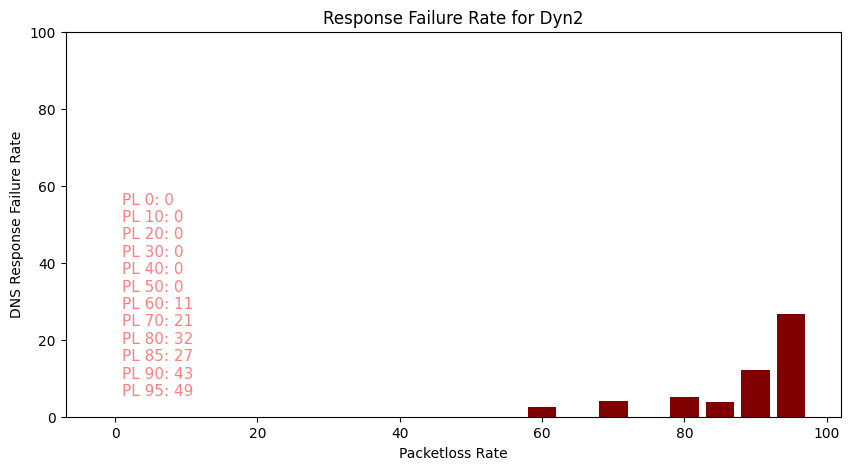 Response Failure Rate for Dyn2
DNS Response Failure Rate
100
80
60
40
20
0
PL 0: 0
PL 10: 0
PL 20: 0
PL 30: 0
PL 40: 0
PL 50: 0
PL 60: 11
PL 70: 21
PL 80: 32
PL 85: 27
PL 90: 43
PL 95: 49
0 20 40 60 80 100
Packetloss Rate